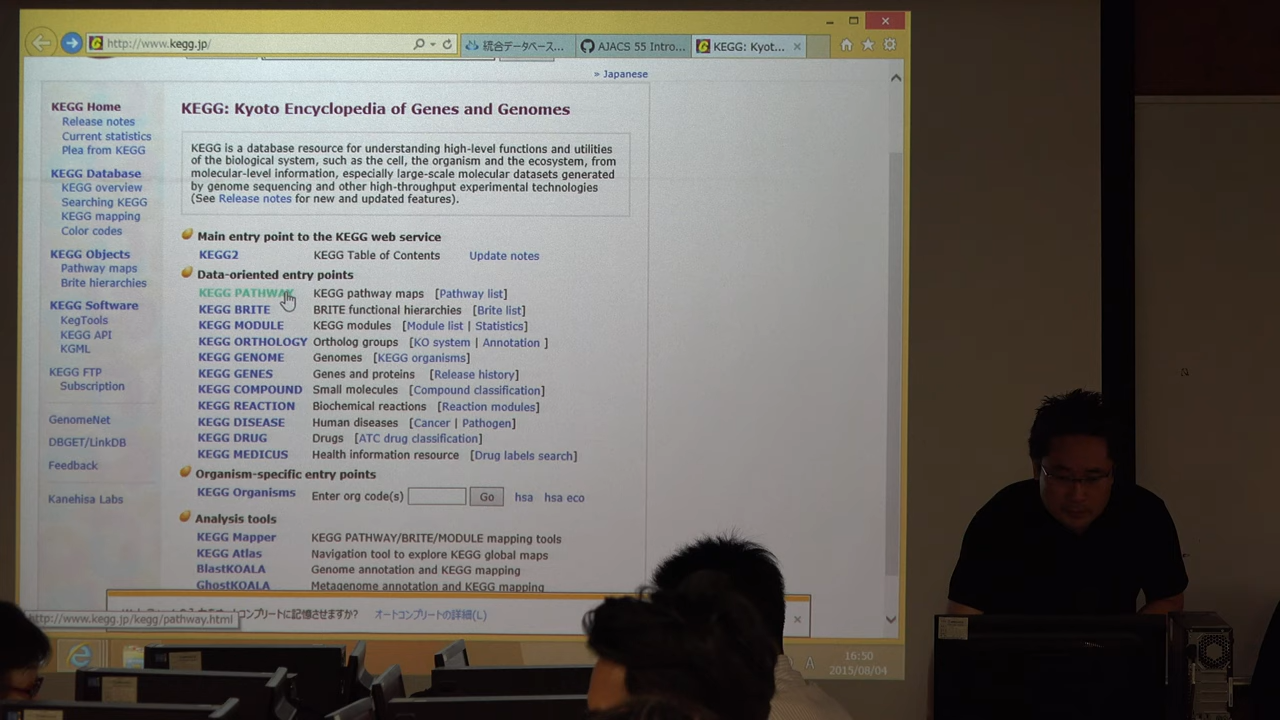 http://www.kegg.jp/
統合データベース...
AJACS 55 Intro...
KEGG: Kyot...
» Japanese
KEGG Home
Release notes
Current statistics
Plea from KEGG
KEGG Database
KEGG overview
Searching KEGG
KEGG mapping
Color codes
KEGG Objects
Pathway maps
Brite hierarchies
KEGG Software
KegTools
KEGG API
KGML
KEGG FTP
Subscription
GenomeNet
DBGET/LinkDB
Feedback
Kanehisa Labs
KEGG: Kyoto Encyclopedia of Genes and Genomes
KEGG is a database resource for understanding high-level functions and utilities
of the biological system, such as the cell, the organism and the ecosystem, from
molecular-level information, especially large-scale molecular datasets generated
by genome sequencing and other high-throughput experimental technologies
(See Release notes for new and updated features).
Main entry point to the KEGG web service
KEGG2 KEGG Table of Contents Update notes
Data-oriented entry points
KEGG PATHWAY KEGG pathway maps [Pathway list]
KEGG BRITE BRITE functional hierarchies [Brite list]
KEGG MODULE KEGG modules [Module list | Statistics]
KEGG ORTHOLOGY Ortholog groups [KO system | Annotation ]
KEGG GENOME Genomes [KEGG organisms]
KEGG GENES Genes and proteins [Release history]
KEGG COMPOUND Small molecules [Compound classification]
KEGG REACTION Biochemical reactions [Reaction modules]
KEGG DISEASE Human diseases [Cancer | Pathogen]
KEGG DRUG Drugs [ATC drug classification]
KEGG MEDICUS Health information resource [Drug labels search]
Organism-specific entry points
KEGG Organisms Enter org code(s) Go hsa hsa eco
Analysis tools
KEGG Mapper KEGG PATHWAY/BRITE/MODULE mapping tools
KEGG Atlas Navigation tool to explore KEGG global maps
BlastKOALA Genome annotation and KEGG mapping
GhostKOALA Metagenome annotation and KEGG mapping
コンプリートに記憶させますか? オートコンプリートの詳細(L)
http://www.kegg.jp/kegg/pathway.html
A
16:50
2015/08/04